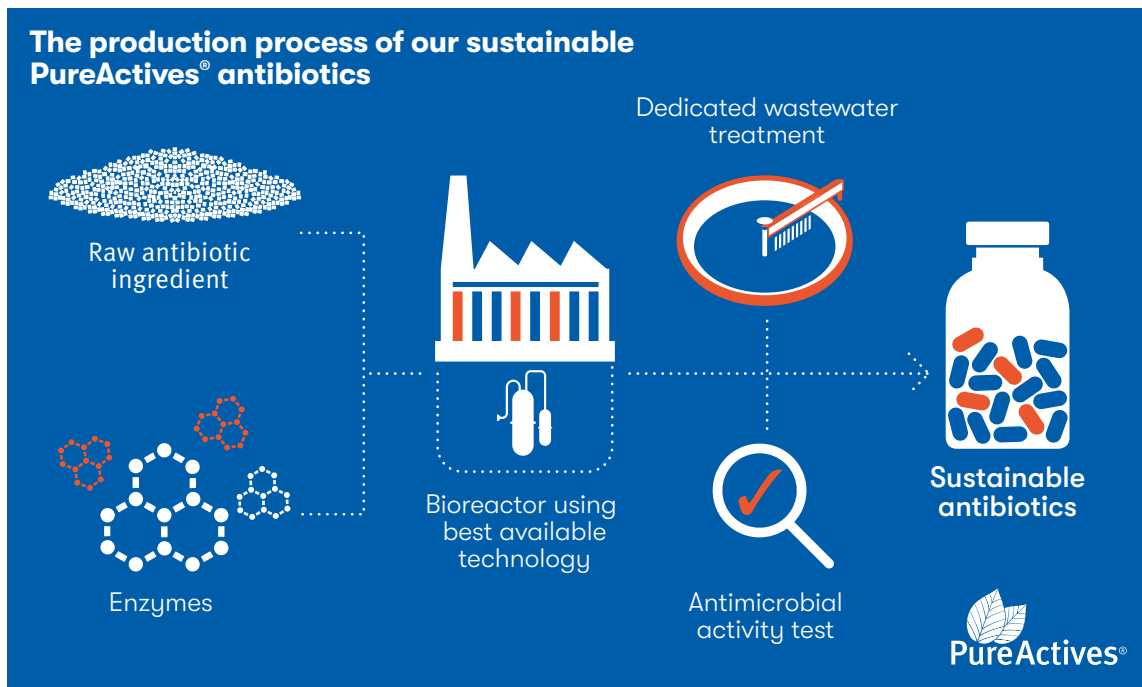 The production process of our sustainable
PureActives® antibiotics
Dedicated wastewater
treatment
Raw antibiotic
ingredient
Bioreactor using
best available
technology
Sustainable
antibiotics
Enzymes
Antimicrobial
activity test
PureActives®